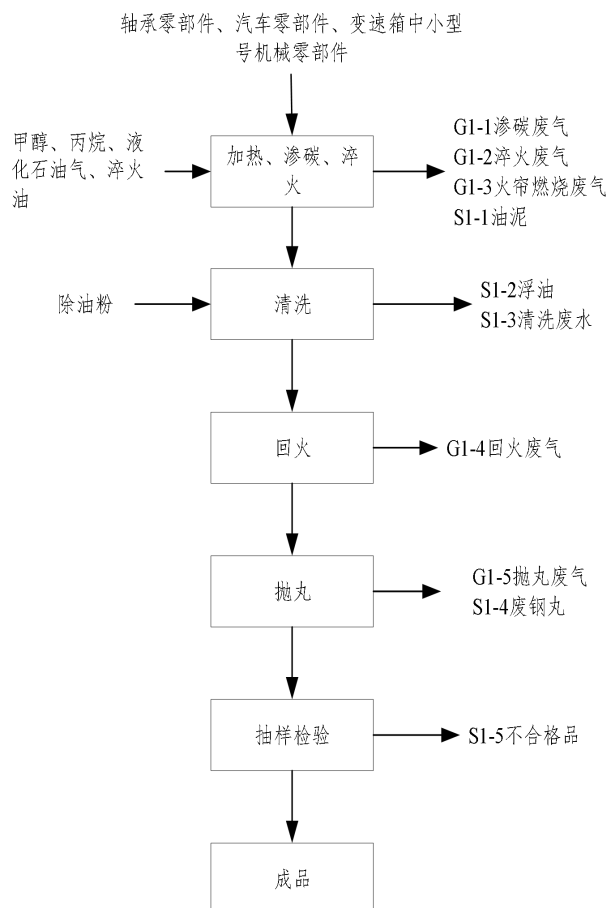 轴承零部件、汽车零部件、变速箱中小型
号机械零部件
甲醇、丙烷、液
化石油气、淬火
油
加热、渗碳、淬
火
G1-1渗碳废气
G1-2淬火废气
G1-3火帘燃烧废气
S1-1油泥
除油粉
清洗
S1-2浮油
S1-3清洗废水
回火
G1-4回火废气
抛丸
G1-5抛丸废气
S1-4废钢丸
抽样检验
S1-5不合格品
成品